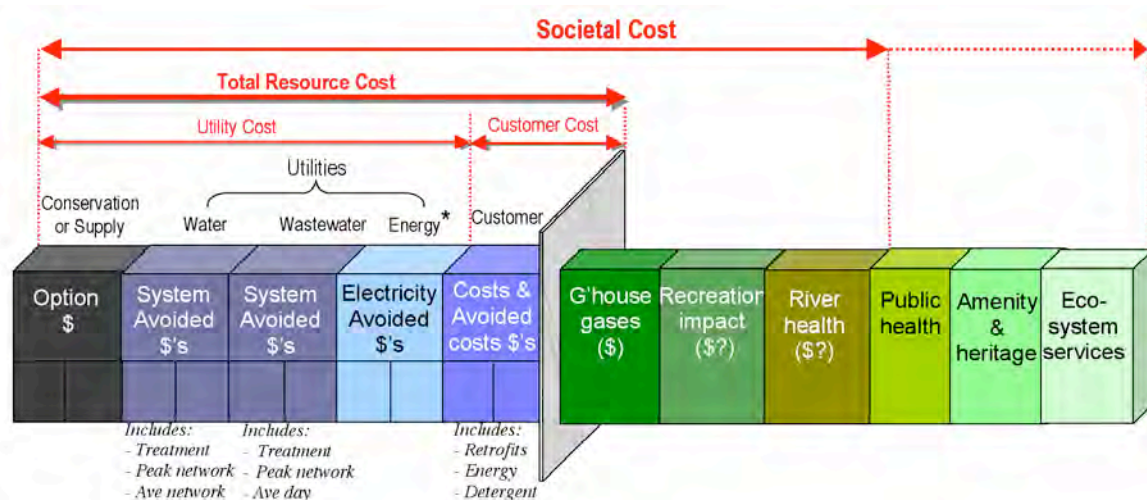 Societal Cost
Total Resource Cost
Utility Cost
Customer Cost
Utilities
Conservation
or Supply
Water
Wastewater
Energy*
Customer
Option
$
System
Avoided
$'s
System
Avoided
$'s
Electricity
Avoided
$'s
Costs &
Avoided
costs $'s
G'house
gases
($)
Recreation
impact
($?)
River
health
($?)
Public
health
Amenity
&
heritage
Eco-
system
services
Includes:
- Treatment
- Peak network
- Ave network
Includes:
- Treatment
- Peak network
- Ave day
Includes:
- Retrofits
- Energy
- Detergent